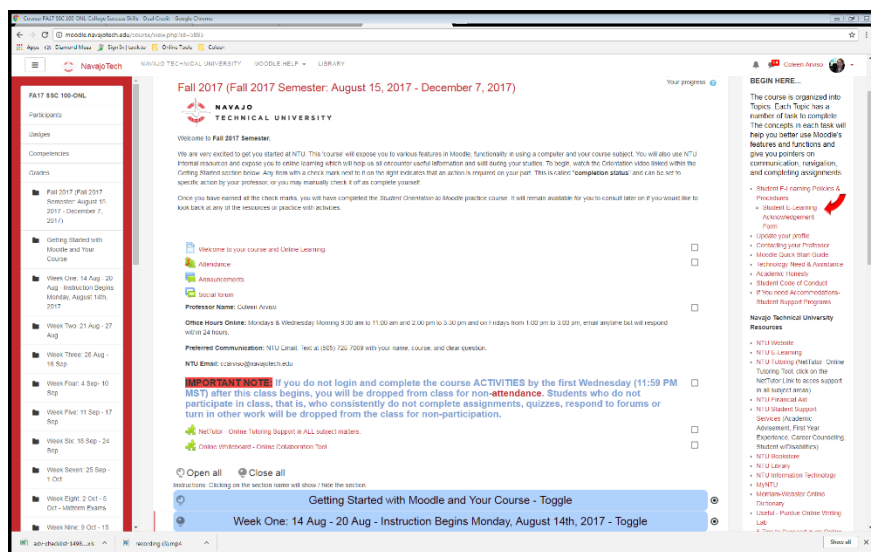 Course: FA17 SSC 100-ONL College Success Skills - Dual Credit - Google Chrome
moodle.navajotech.edu/course/view.php?id=5885
Apps
Diamond Mesa
Online Tools
NavajoTech
NAVAJO TECHNICAL UNIVERSITY
MOODLE HELP
LIBRARY
Coleen Arviso
FA17 SSC 100-ONL
Participants
Badges
Competencies
Grades
Fall 2017 (Fall 2017
Semester: August 15,
2017 - December 7,
2017)
Getting Started with
Moodle and Your
Course
Week One: 14 Aug - 20
Aug - Instruction Begins
Monday, August 14th,
2017
Week Two: 21 Aug - 27
Aug
Week Three: 28 Aug -
Sep
Week Four: 4 Sep- 10
Sep
Week Five: 11 Sep - 17
Sep
Week Six: 18 Sep - 24
Sep
Week Seven: 25 Sep -
1 Oct
Week Eight: 2 Oct - 8
Oct - Midterm Exams
Week Nine: 9 Oct - 15
Fall 2017 (Fall 2017 Semester: August 15, 2017 - December 7, 2017)
Your progress
NAVAJO
TECHNICAL UNIVERSITY
Welcome to Fall 2017 Semester.
We are very excited to get you started at NTU. This 'course' will expose you to various features in Moodle, functionality in using a computer and your course subject. You will also use NTU
internal resources and expose you to online learning which will help us all encounter useful information and skill during your studies. To begin, watch the Orientation video linked within the
Getting Started section below. Any item with a check mark next to it on the right indicates that an action is required on your part. This is called "completion status" and can be set to
specific action by your professor, or you may manually check it off as complete yourself.
Once you have earned all the check marks, you will have completed the Student Orientation to Moodle practice course. It will remain available for you to consult later on if you would like to
look back at any of the resources or practice with activities.
Welcome to your course and Online Learning
Attendance
Announcements
Social forum
Professor Name: Coleen Arviso
Office Hours Online: Mondays & Wednesday Morning 9:00 am to 11:00 am and 2:00 pm to 3:30 pm and on Fridays from 1:00 pm to 3:00 pm, email anytime but will respond
within 24 hours.
Preferred Communication: NTU Email, Text at with your name, course, and clear question.
NTU Email: ccarviso@navajotech.edu
IMPORTANT NOTE: If you do not login and complete the course ACTIVITIES by the first Wednesday (11:59 PM
MST) after this class begins, you will be dropped from class for non-attendance. Students who do not
participate in class, that is, who consistently do not complete assignments, quizzes, respond to forums or
turn in other work will be dropped from the class for non-participation.
NetTutor - Online Tutoring Support in ALL subject matters.
Online Whiteboard - Online Collaboration Tool
Open all
Close all
Instructions: Clicking on the section name will show / hide the section.
Getting Started with Moodle and Your Course - Toggle
Week One: 14 Aug - 20 Aug - Instruction Begins Monday, August 14th, 2017 - Toggle
BEGIN HERE...
The course is organized into
Topics. Each Topic has a
number of task to complete
The concepts in each task will
help you better use Moodle's
features and functions and
give you pointers on
communication, navigation,
and completing assignments
Student E-Learning Policies &
Procedures
Student E-Learning
Acknowledgement
Form
Update your profile
Contacting your Professor
Moodle Quick Start Guide
Technology Need & Assistance
Academic Honesty
Student Code of Conduct
If You need Accommodations-
Student Support Programs
Navajo Technical University
Resources
NTU Website
NTU E-Learning
NTU Tutoring (NetTutor: Online
Tutoring Tool, click on the
NetTutor Link to access support
in all subject areas)
NTU Financial Aid
NTU Student Support
Services (Academic
Advisement, First Year
Experience, Career Counseling,
Student w/Disabilities)
NTU Bookstore
NTU Library
NTU Information Technology
MyNTU
Merriam-Webster Online
Dictionary
Useful - Purdue Online Writing
Lab
recording (5).mp4
Show all